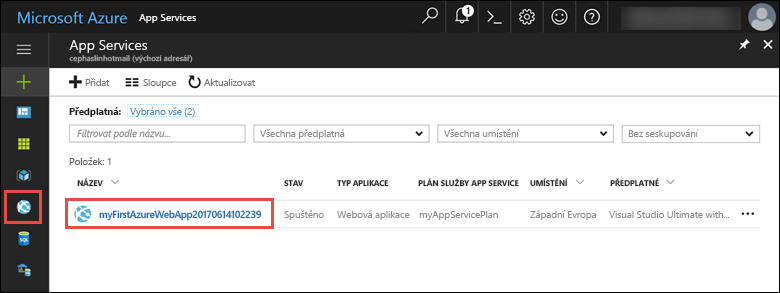 Microsoft Azure App Services
1
App Services
cephaslinhotmail (výchozí adresář)
Přidat Sloupce Aktualizovat
Předplatná: Vybráno vše (2)
Filtrovat podle názvu... Všechna předplatná Všechna umístění Bez seskupování
Položek: 1
NÁZEV STAV TYP APLIKACE PLÁN SLUŽBY APP SERVICE UMÍSTĚNÍ PŘEDPLATNÉ
myFirstAzureWebApp20170614102239 Spuštěno Webová aplikace myAppServicePlan Západní Evropa Visual Studio Ultimate with...
SQL